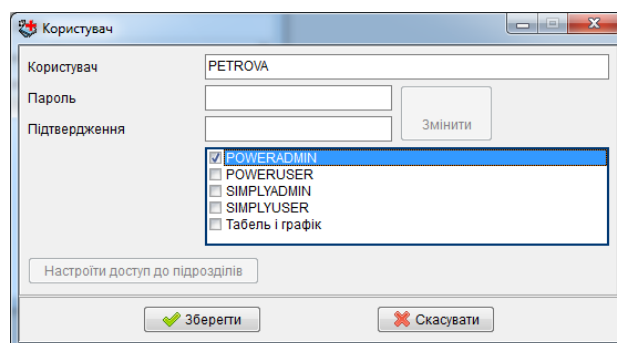 Користувач
Користувач PETROVA
Пароль
Змінити
Підтвердження
POWERADMIN
POWERUSER
SIMPLYADMIN
SIMPLYUSER
Табель і графік
Настроїти доступ до підрозділів
Зберегти Скасувати